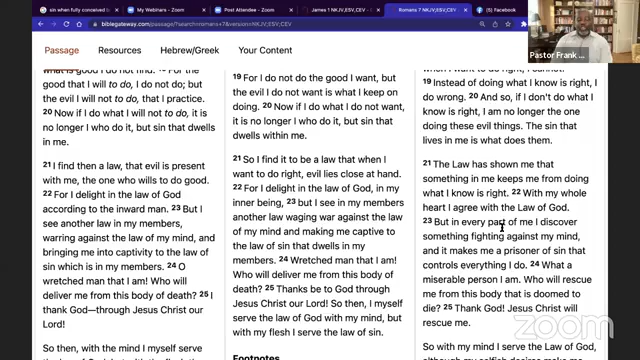 sin when fully conceived b
My Webinars - Zoom
Post Attendee - Zoom
James 1 NKJV;ESV;CEV
Romans 7 NKJV;ESV;CEV
(5) Facebook
biblegateway.com/passage/?search=romans+7&version=NKJV;ESV;CEV
Passage
Resources
Hebrew/Greek
Your Content
Pastor Frank
what is good I do not find. 19 For the
good that I will to do, I do not do; but
the evil I will not to do, that I practice.
20 Now if I do what I will not to do, it is
no longer I who do it, but sin that dwells
in me.
21 I find then a law, that evil is present
with me, the one who wills to do good.
22 For I delight in the law of God
according to the inward man. 23 But I
see another law in my members,
warring against the law of my mind, and
bringing me into captivity to the law of
sin which is in my members. 24 O
wretched man that I am! Who will
deliver me from this body of death? 25 I
thank God—through Jesus Christ our
Lord!
So then, with the mind I myself serve
19 For I do not do the good I want, but
the evil I do not want is what I keep on
doing. 20 Now if I do what I do not want,
it is no longer I who do it, but sin that
dwells within me.
21 So I find it to be a law that when I
want to do right, evil lies close at hand.
22 For I delight in the law of God, in my
inner being, 23 but I see in my members
another law waging war against the law
of my mind and making me captive to
the law of sin that dwells in my
members. 24 Wretched man that I am!
Who will deliver me from this body of
death? 25 Thanks be to God through
Jesus Christ our Lord! So then, I myself
serve the law of God with my mind, but
with my flesh I serve the law of sin.
Footnotes
when I want to do right, I cannot.
19 Instead of doing what I know is right, I
do wrong. 20 And so, if I don't do what I
know is right, I am no longer the one
doing these evil things. The sin that
lives in me is what does them.
21 The Law has shown me that
something in me keeps me from doing
what I know is right. 22 With my whole
heart I agree with the Law of God.
23 But in every part of me I discover
something fighting against my mind,
and it makes me a prisoner of sin that
controls everything I do. 24 What a
miserable person I am. Who will rescue
me from this body that is doomed to
die? 25 Thank God! Jesus Christ will
rescue me.
So with my mind I serve the Law of God,
although my selfish desires make me
zoom